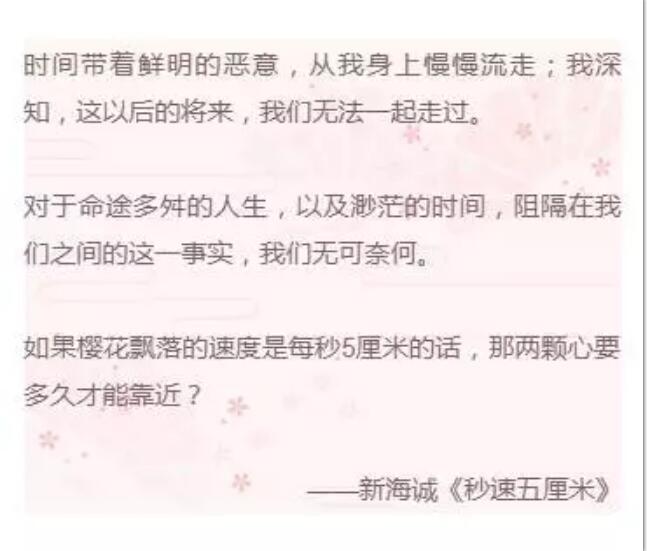 时间带着鲜明的恶意，从我身上慢慢流走；我深
知，这以后的将来，我们无法一起走过。
对于命途多舛的人生，以及渺茫的时间，阻隔在我
们之间的这一事实，我们无可奈何。
如果樱花飘落的速度是每秒5厘米的话，那两颗心要
多久才能靠近？
——新海诚《秒速五厘米》